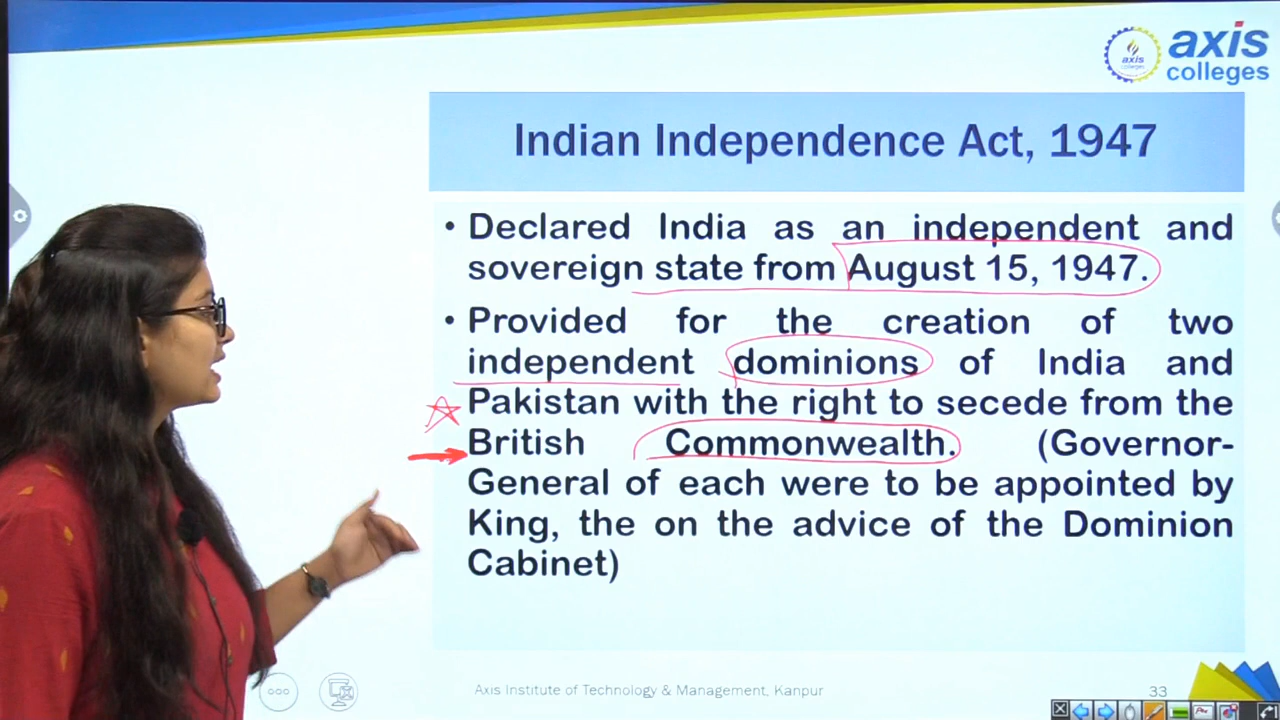 axis
colleges
axis
colleges
Indian Independence Act, 1947
• Declared India as an independent and
sovereign state from August 15, 1947.
• Provided for the creation of two
independent dominions of India and
Pakistan with the right to secede from the
British Commonwealth. (Governor-
General of each were to be appointed by
King, the on the advice of the Dominion
Cabinet)
Axis Institute of Technology & Management, Kanpur
33